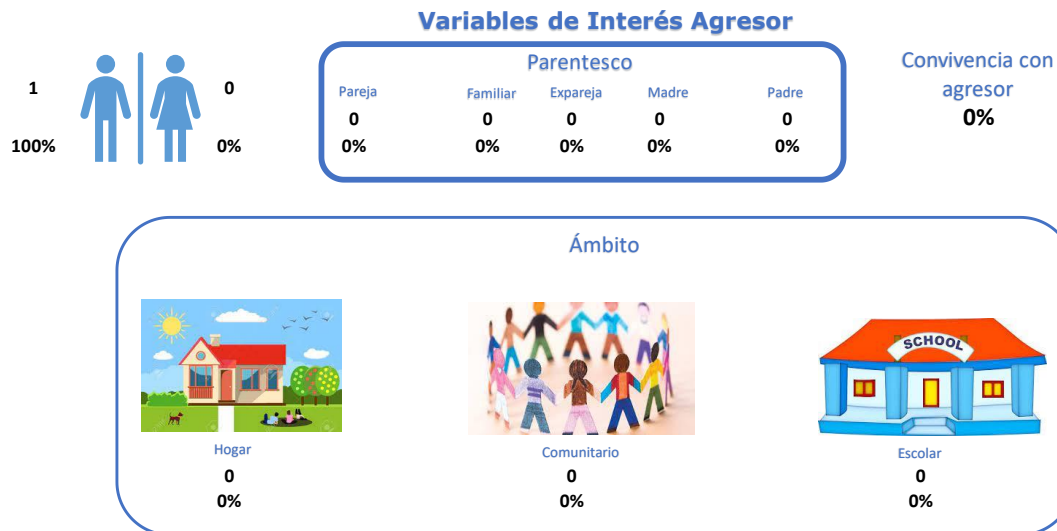 Variables de Interés Agresor
1
100%
0
0%
Parentesco
Pareja Familiar Expareja Madre Padre
0 0 0 0 0
0% 0% 0% 0% 0%
Convivencia con
agresor
0%
Ámbito
SCHOOL
Hogar Comunitario Escolar
0 0 0
0% 0% 0%